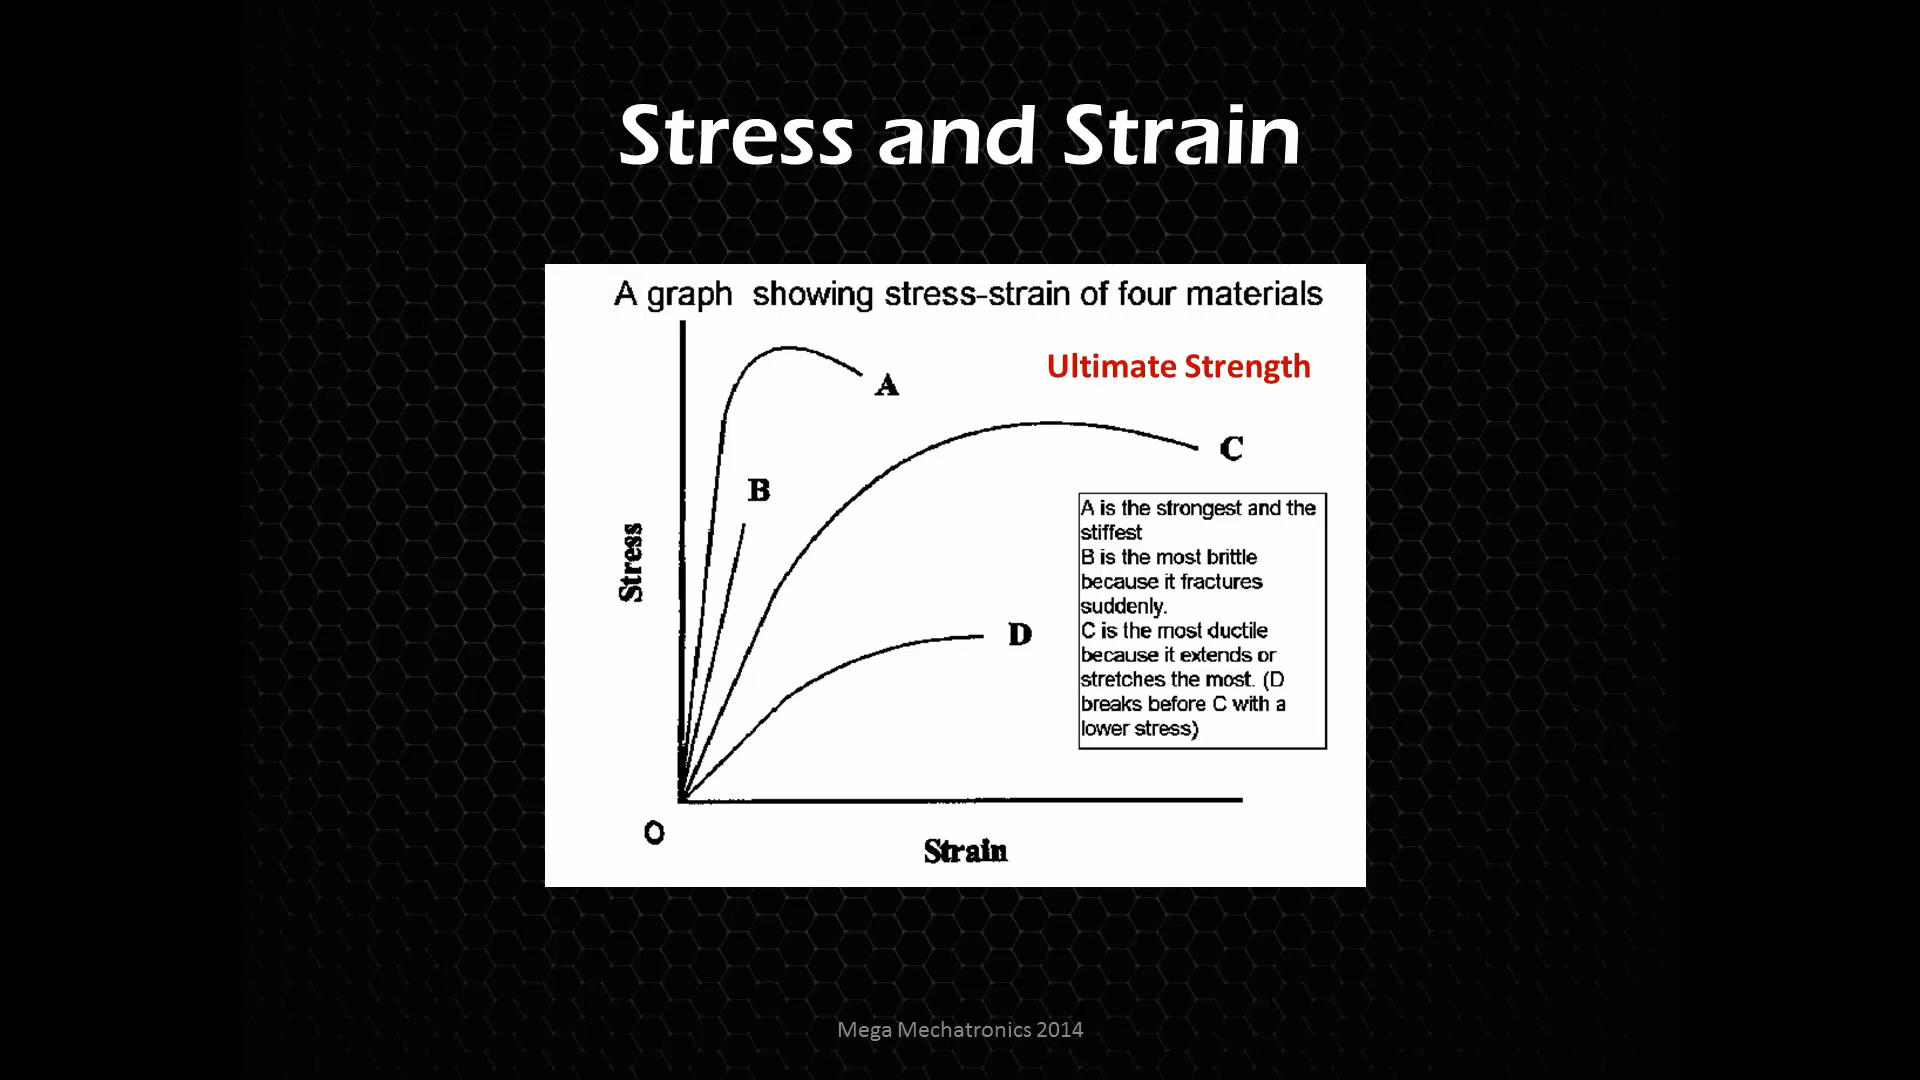 Stress and Strain
A graph showing stress-strain of four materials
Ultimate Strength
A
C
B
A is the strongest and the
stiffest
B is the most brittle
because it fractures
suddenly.
C is the most ductile
because it extends or
stretches the most. (D
breaks before C with a
lower stress)
Stress
D
O
Strain
Mega Mechatronics 2014